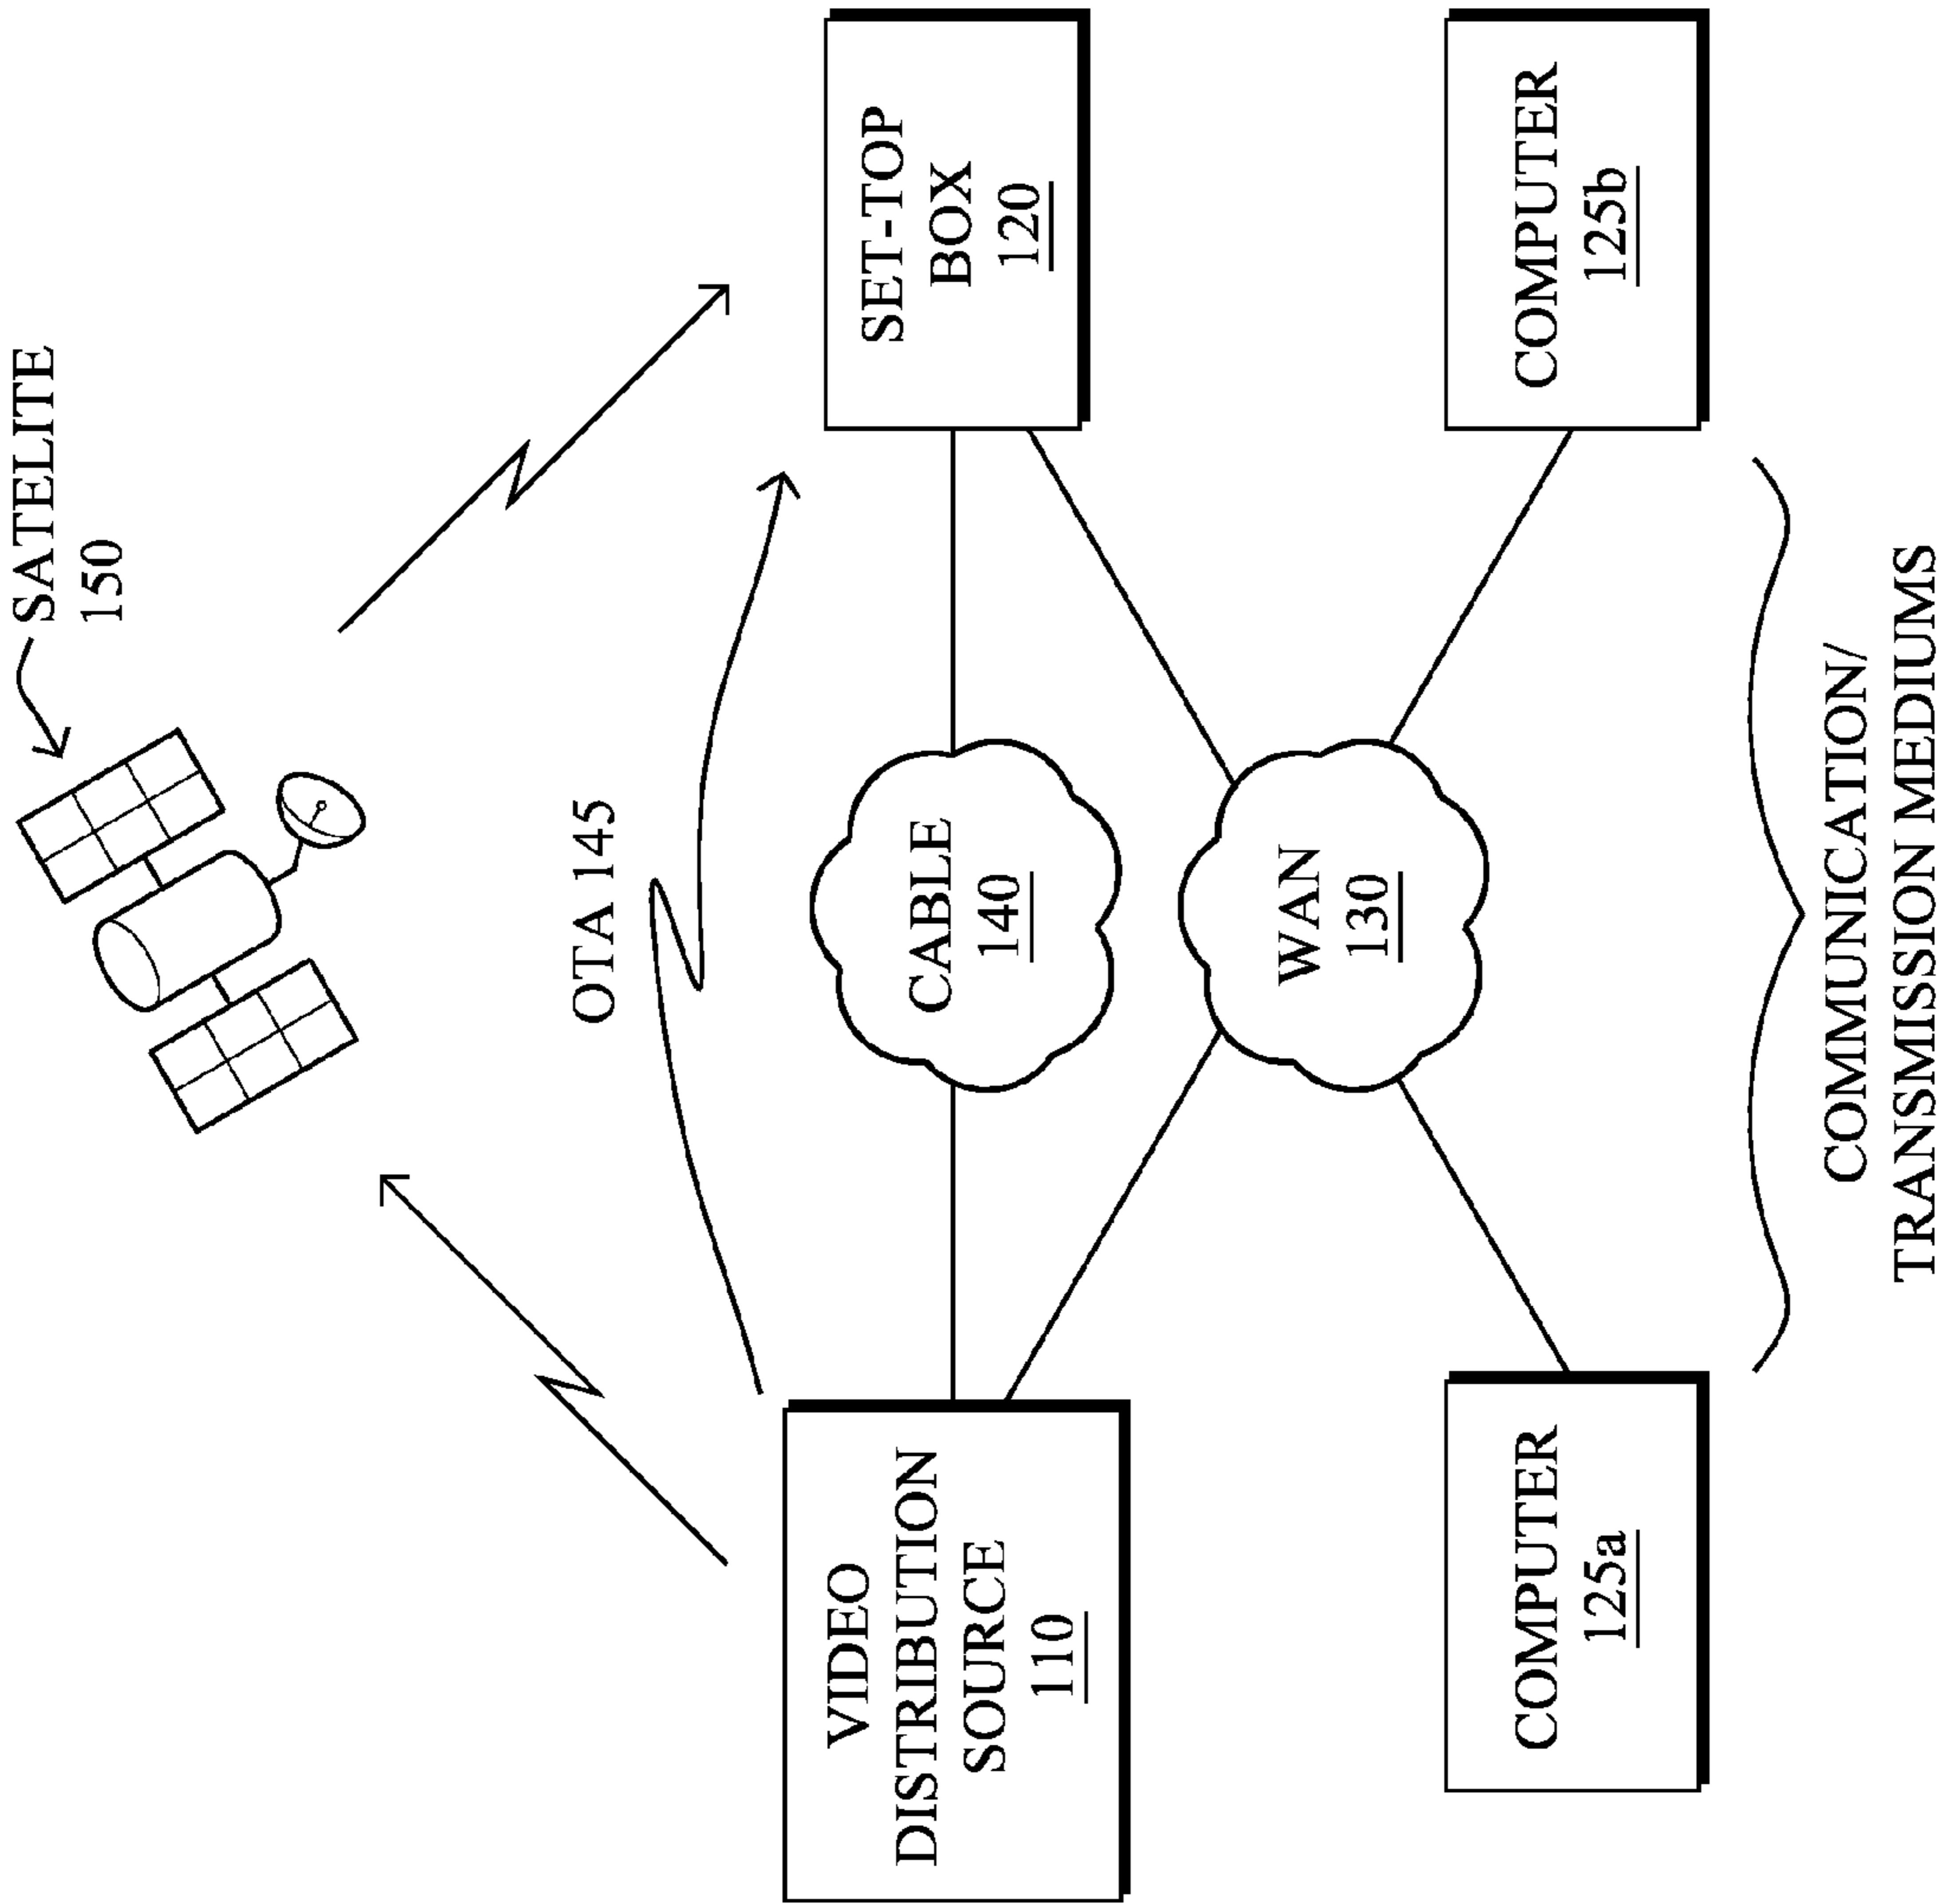 SATELITE
150
OTA 145
VIDEO
DISTRIBUTION
SOURCE
110
CABLE
140
SET-TOP
BOX
120
WAN
130
COMPUTER
125a
COMPUTER
125b
COMMUNICATION/
TRANSMISSION MEDIUMS